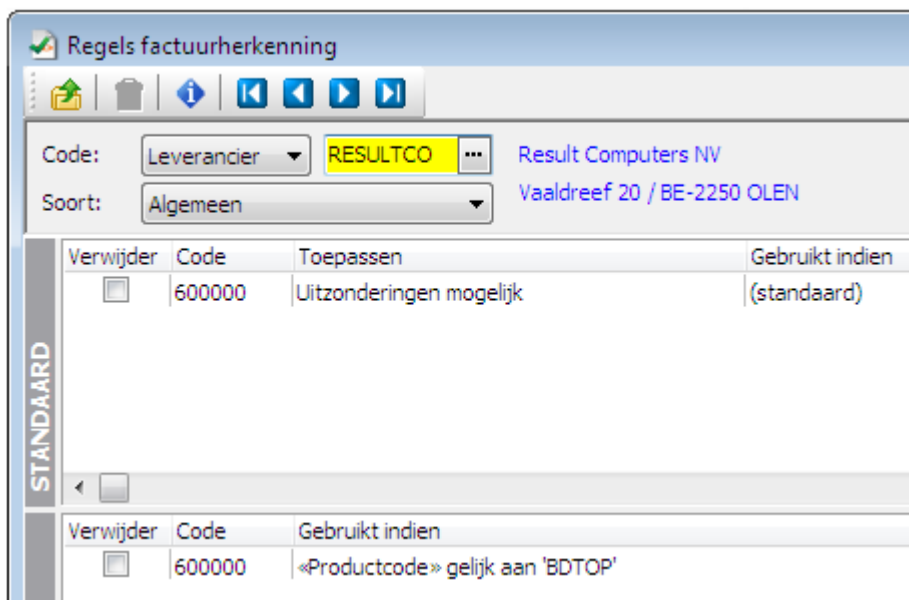 Regels factuurherkenning
Code: Leverancier RESULTCO ... Result Computers NV
Vaaldreef 20 / BE-2250 OLEN
Soort: Algemeen
Verwijder Code Toepassen Gebruikt indien
600000 Uitzonderingen mogelijk (standaard)
STANDAARD
Verwijder Code Gebruikt indien
600000 «Productcode» gelijk aan 'BDTOP'